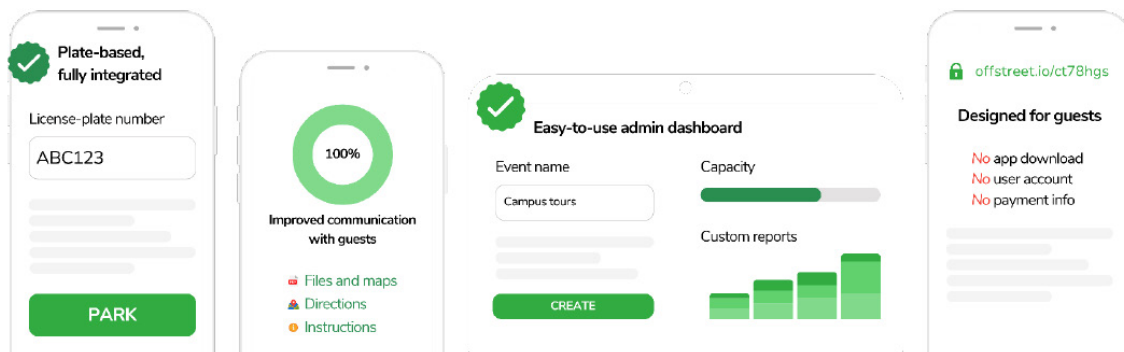 Plate-based,
fully integrated
License-plate number
ABC123
PARK
100%
Improved communication
with guests
Files and maps
Directions
Instructions
Easy-to-use admin dashboard
Event name
Campus tours
CREATE
Capacity
Custom reports
offstreet.io/ct78hgs
Designed for guests
No app download
No user account
No payment info